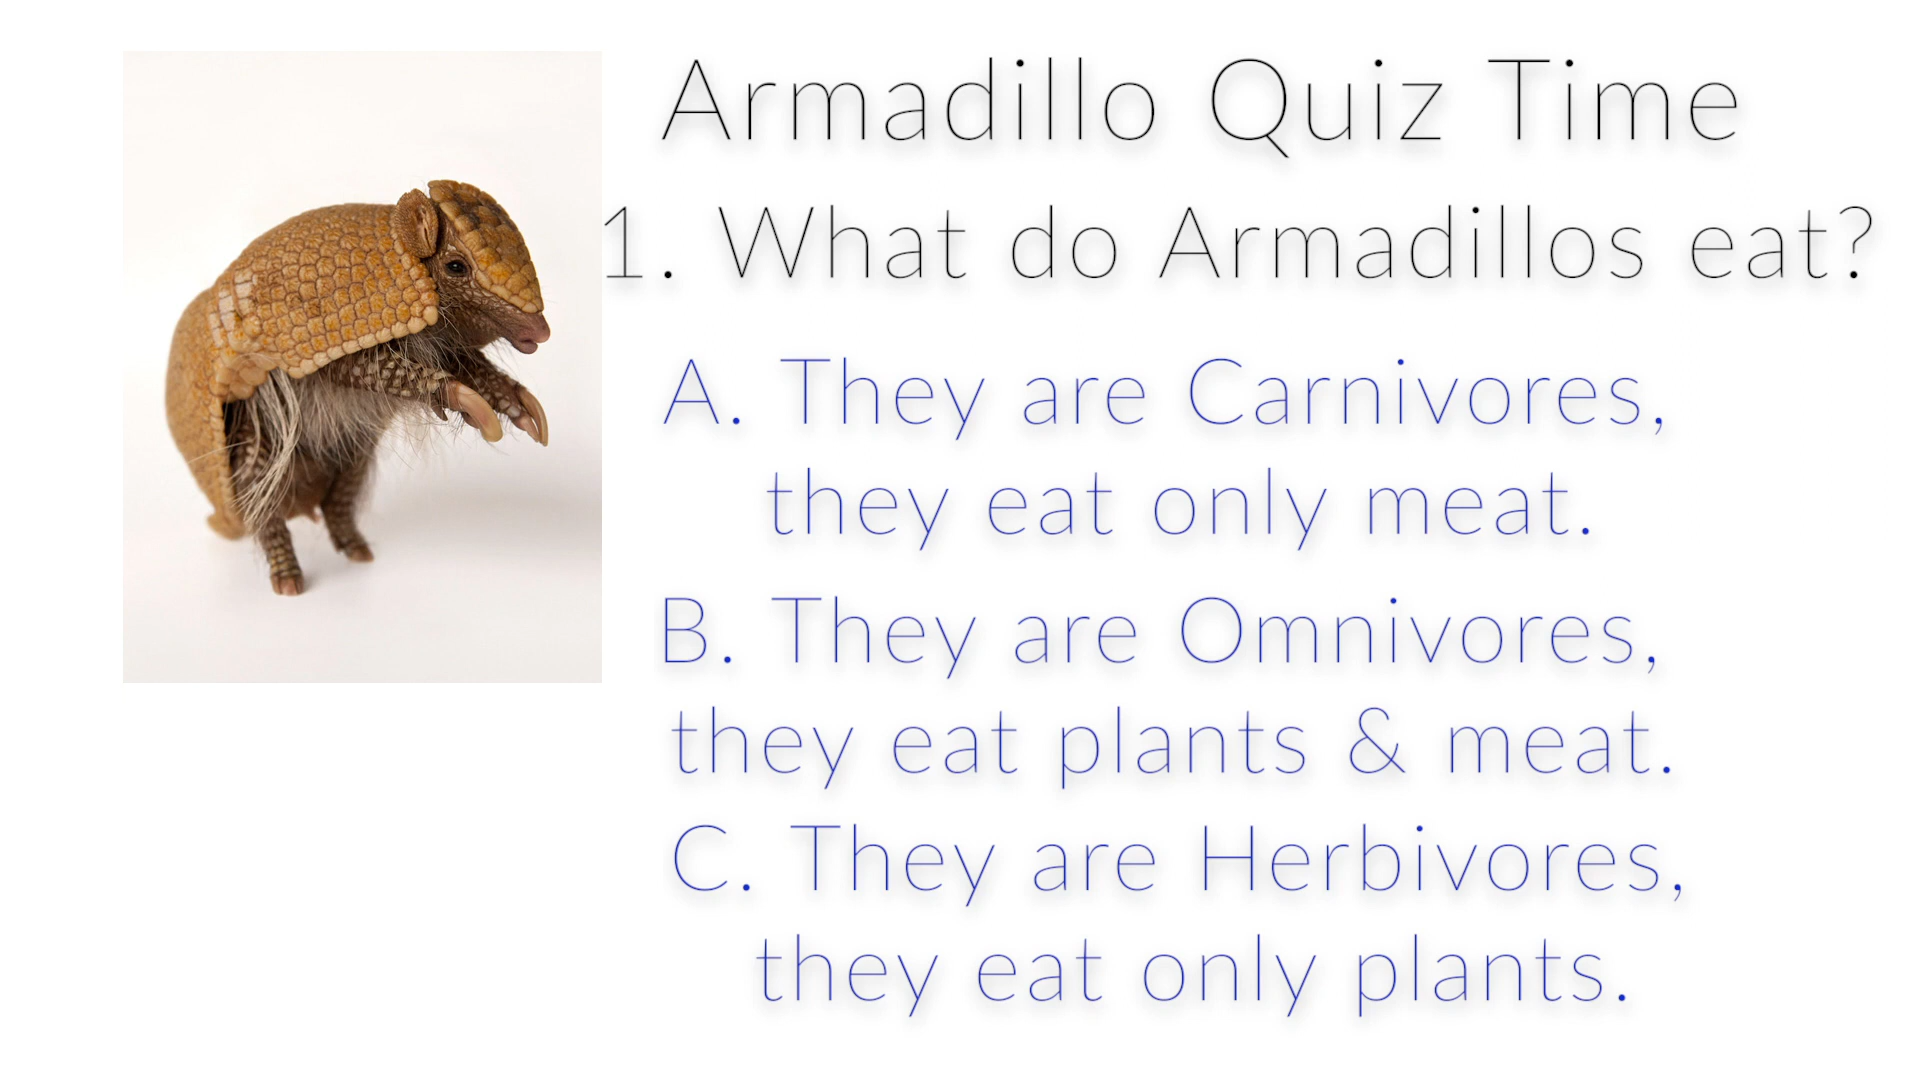 Armadillo Quiz Time
1. What do Armadillos eat?
A. They are Carnivores,
they eat only meat.
B. They are Omnivores,
they eat plants & meat.
C. They are Herbivores,
they eat only plants.